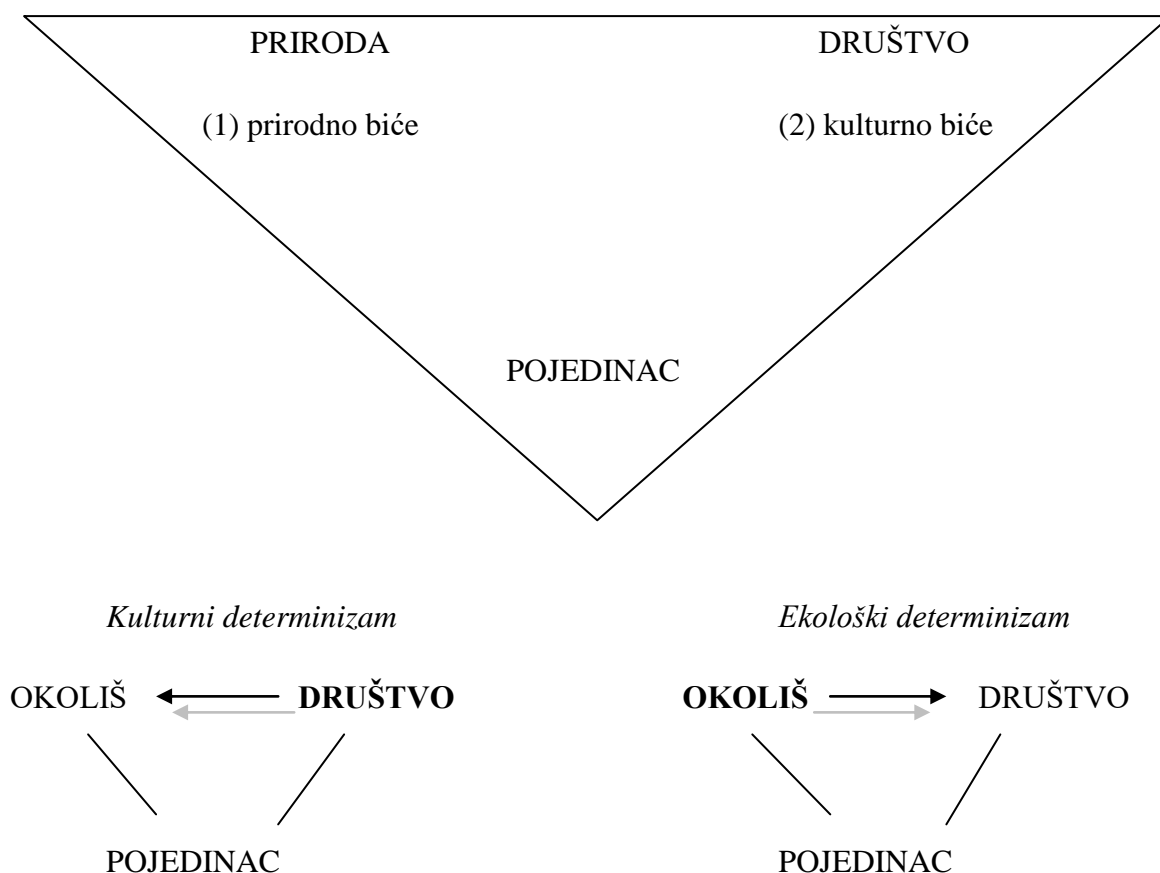 PRIRODA DRUŠTVO
(1) prirodno biće (2) kulturno biće
POJEDINAC
Kulturni determinizam Ekološki determinizam
OKOLIŠ DRUŠTVO OKOLIŠ DRUŠTVO
POJEDINAC POJEDINAC